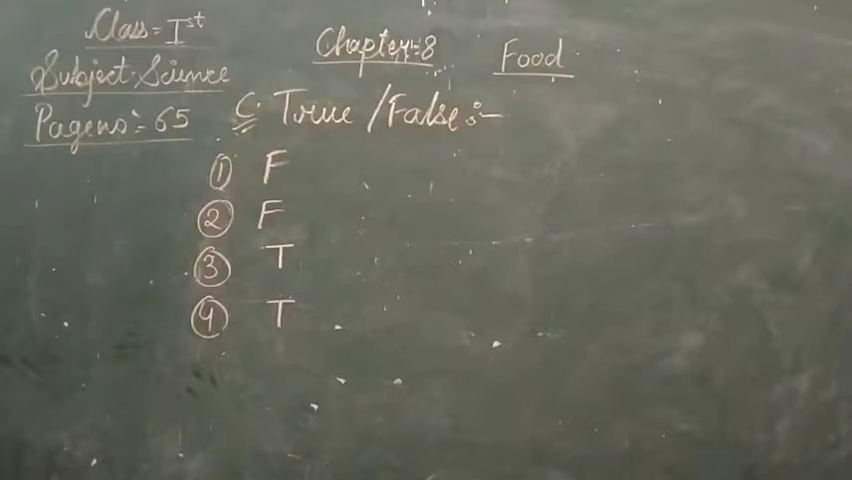 Class = Ist
Chapter:- 8
Food
Subject:- Science
Page no:- 65
C. True / False :-
① F
② F
③ T
④ T